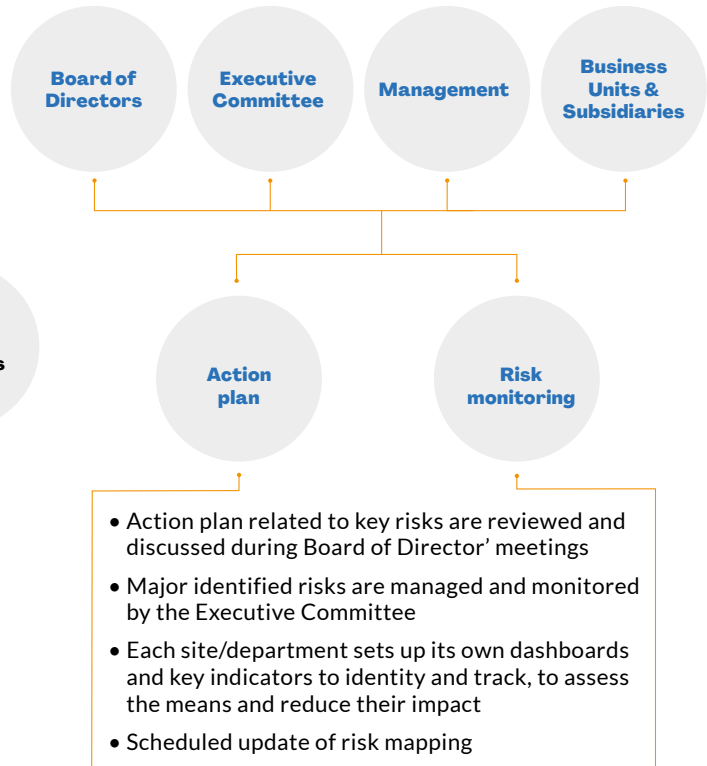 Board of
Directors
Executive
Committee
Management
Business
Units &
Subsidiaries
s
Action
plan
Risk
monitoring
• Action plan related to key risks are reviewed and
discussed during Board of Director’ meetings
• Major identified risks are managed and monitored
by the Executive Committee
• Each site/department sets up its own dashboards
and key indicators to identity and track, to assess
the means and reduce their impact
• Scheduled update of risk mapping